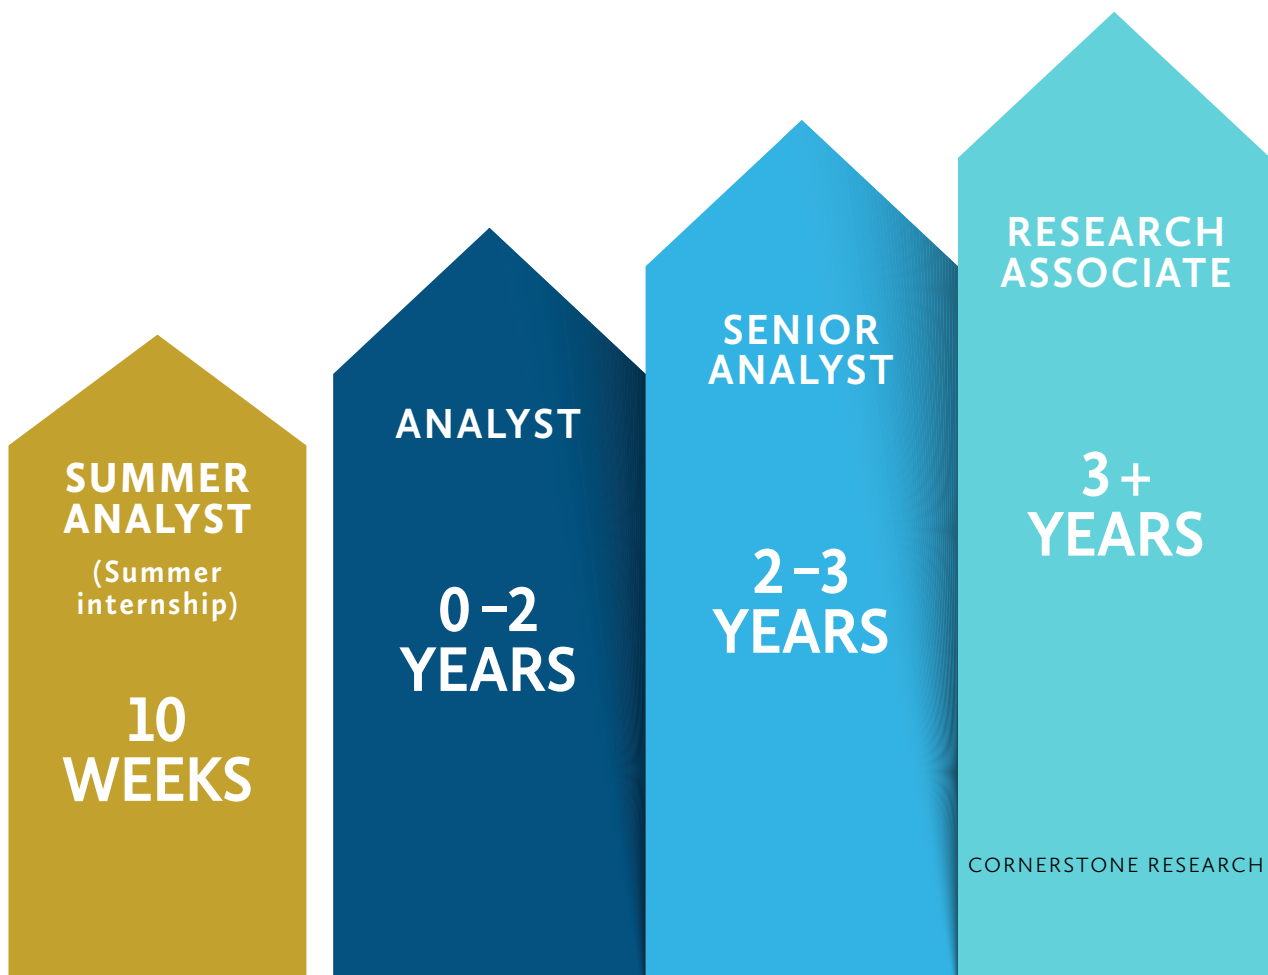 SUMMER
ANALYST
(Summer
internship)
10
WEEKS
ANALYST
0–2
YEARS
SENIOR
ANALYST
2–3
YEARS
RESEARCH
ASSOCIATE
3+
YEARS
CORNERSTONE RESEARCH